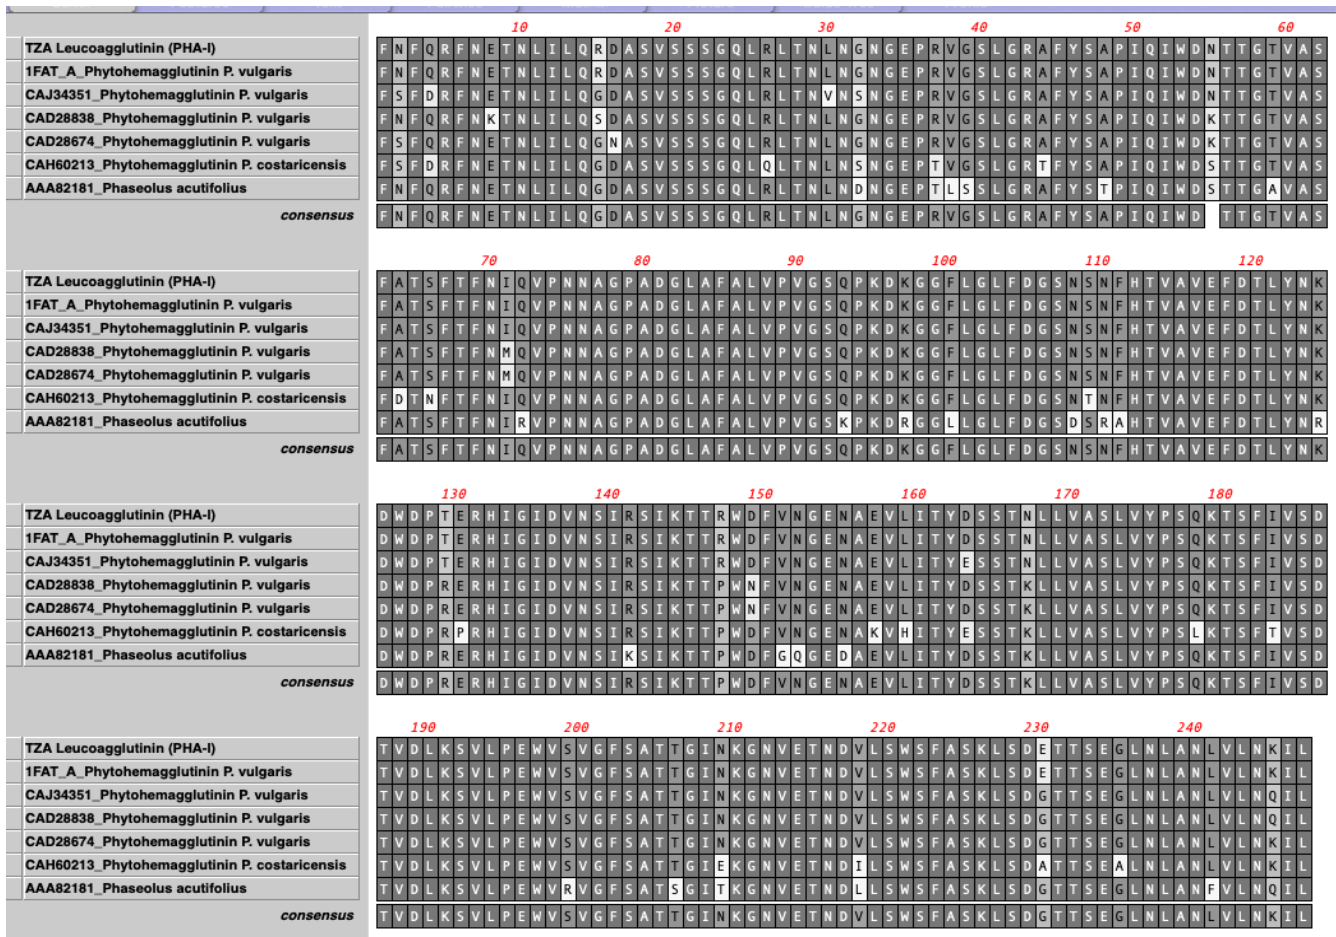 10 20 30 40 50 60
TZA Leucoagglutinin (PHA-I) FNFQRFNETNLILQRDASVSSSGQLRLTNLNGNGEPRVGSLGRAFYSAPIQIWDNTTGTVAS
1FAT_A_Phytohemagglutinin P. vulgaris FNFQRFNETNLILQRDASVSSSGQLRLTNLNGNGEPRVGSLGRAFYSAPIQIWDNTTGTVAS
CAJ34351_Phytohemagglutinin P. vulgaris FSFDRFNETNLILQGDASVSSSGQLRLTNVNSNGEPRVGSLGRAFYSAPIQIWDNTTGTVAS
CAD28838_Phytohemagglutinin P. vulgaris FNFQRFNKTNLILQSDASVSSSGQLRLTNLNGNGEPRVGSLGRAFYSAPIQIWDKTTGTVAS
CAD28674_Phytohemagglutinin P. vulgaris FSFQRFNETNLILQGNASVSSSGQLRLTNLNGNGEPRVGSLGRAFYSAPIQIWDKTTGTVAS
CAH60213_Phytohemagglutinin P. costaricensis FSFDRFNETNLILQGDASVSSSGQLQLTNLNSNGEPTVGSLGRTFYSAPIQIWDSTTGTVAS
AAA82181_Phaseolus acutifolius FNFQRFNETNLILQGDASVSSSGQLRLTNLNDNGEPTLSSLGRAFYSTPIQIWDSTTGAVAS
consensus FNFQRFNETNLILQGDASVSSSGQLRLTNLNGNGEPRVGSLGRAFYSAPIQIWD TTGTVAS
70 80 90 100 110 120
TZA Leucoagglutinin (PHA-I) FATSFTFNIQVPNNAGPADGLAFALVPVGSQPKDKGGFLGLFDGSNSNFHTVAVEFDTLYNK
1FAT_A_Phytohemagglutinin P. vulgaris FATSFTFNIQVPNNAGPADGLAFALVPVGSQPKDKGGFLGLFDGSNSNFHTVAVEFDTLYNK
CAJ34351_Phytohemagglutinin P. vulgaris FATSFTFNIQVPNNAGPADGLAFALVPVGSQPKDKGGFLGLFDGSNSNFHTVAVEFDTLYNK
CAD28838_Phytohemagglutinin P. vulgaris FATSFTFNMQVPNNAGPADGLAFALVPVGSQPKDKGGFLGLFDGSNSNFHTVAVEFDTLYNK
CAD28674_Phytohemagglutinin P. vulgaris FATSFTFNMQVPNNAGPADGLAFALVPVGSQPKDKGGFLGLFDGSNSNFHTVAVEFDTLYNK
CAH60213_Phytohemagglutinin P. costaricensis FDTNFTFNIQVPNNAGPADGLAFALVPVGSQPKDKGGFLGLFDGSNTNFHTVAVEFDTLYNK
AAA82181_Phaseolus acutifolius FATSFTFNIRVPNNAGPADGLAFALVPVGSKPKDRGGLLGLFDGSDSRAHTVAVEFDTLYNR
consensus FATSFTFNIQVPNNAGPADGLAFALVPVGSQPKDKGGFLGLFDGSNSNFHTVAVEFDTLYNK
130 140 150 160 170 180
TZA Leucoagglutinin (PHA-I) DWDPTERHIGIDVNSIRSIKTTRWDFVNGENAEVLITYDSSTNLLVASLVYPSQKTSFIVSD
1FAT_A_Phytohemagglutinin P. vulgaris DWDPTERHIGIDVNSIRSIKTTRWDFVNGENAEVLITYDSSTNLLVASLVYPSQKTSFIVSD
CAJ34351_Phytohemagglutinin P. vulgaris DWDPTERHIGIDVNSIRSIKTTRWDFVNGENAEVLITYESSTNLLVASLVYPSQKTSFIVSD
CAD28838_Phytohemagglutinin P. vulgaris DWDPRERHIGIDVNSIRSIKTTPWNFVNGENAEVLITYDSSTKLLVASLVYPSQKTSFIVSD
CAD28674_Phytohemagglutinin P. vulgaris DWDPRERHIGIDVNSIRSIKTTPWNFVNGENAEVLITYDSSTKLLVASLVYPSQKTSFIVSD
CAH60213_Phytohemagglutinin P. costaricensis DWDPRPRHIGIDVNSIRSIKTTPWDFVNGENAKVHITYESSTKLLVASLVYPSLKTSFTVSD
AAA82181_Phaseolus acutifolius DWDPRERHIGIDVNSIKSIKTTPWDFGQGEDAEVLITYDSSTKLLVASLVYPSQKTSFIVSD
consensus DWDPRERHIGIDVNSIRSIKTTPWDFVNGENAEVLITYDSSTKLLVASLVYPSQKTSFIVSD
190 200 210 220 230 240
TZA Leucoagglutinin (PHA-I) TVDLKSVLPEWVSVGFSATTGINKGNVETNDVLSWSFASKLSDETTSEGLNLANLVLNKIL
1FAT_A_Phytohemagglutinin P. vulgaris TVDLKSVLPEWVSVGFSATTGINKGNVETNDVLSWSFASKLSDETTSEGLNLANLVLNKIL
CAJ34351_Phytohemagglutinin P. vulgaris TVDLKSVLPEWVSVGFSATTGINKGNVETNDVLSWSFASKLSDGTTSEGLNLANLVLNQIL
CAD28838_Phytohemagglutinin P. vulgaris TVDLKSVLPEWVSVGFSATTGINKGNVETNDVLSWSFASKLSDGTTSEGLNLANLVLNQIL
CAD28674_Phytohemagglutinin P. vulgaris TVDLKSVLPEWVSVGFSATTGINKGNVETNDVLSWSFASKLSDGTTSEGLNLANLVLNKIL
CAH60213_Phytohemagglutinin P. costaricensis TVDLKSVLPEWVSVGFSATTGIEKGNVETNDILSWSFASKLSDATTSEALNLANLVLNKIL
AAA82181_Phaseolus acutifolius TVDLKSVLPEWVRVGFSATSGITKGNVETNDLLSWSFASKLSDGTTSEGLNLANFVLNQIL
consensus TVDLKSVLPEWVSVGFSATTGINKGNVETNDVLSWSFASKLSDGTTSEGLNLANLVLNKIL